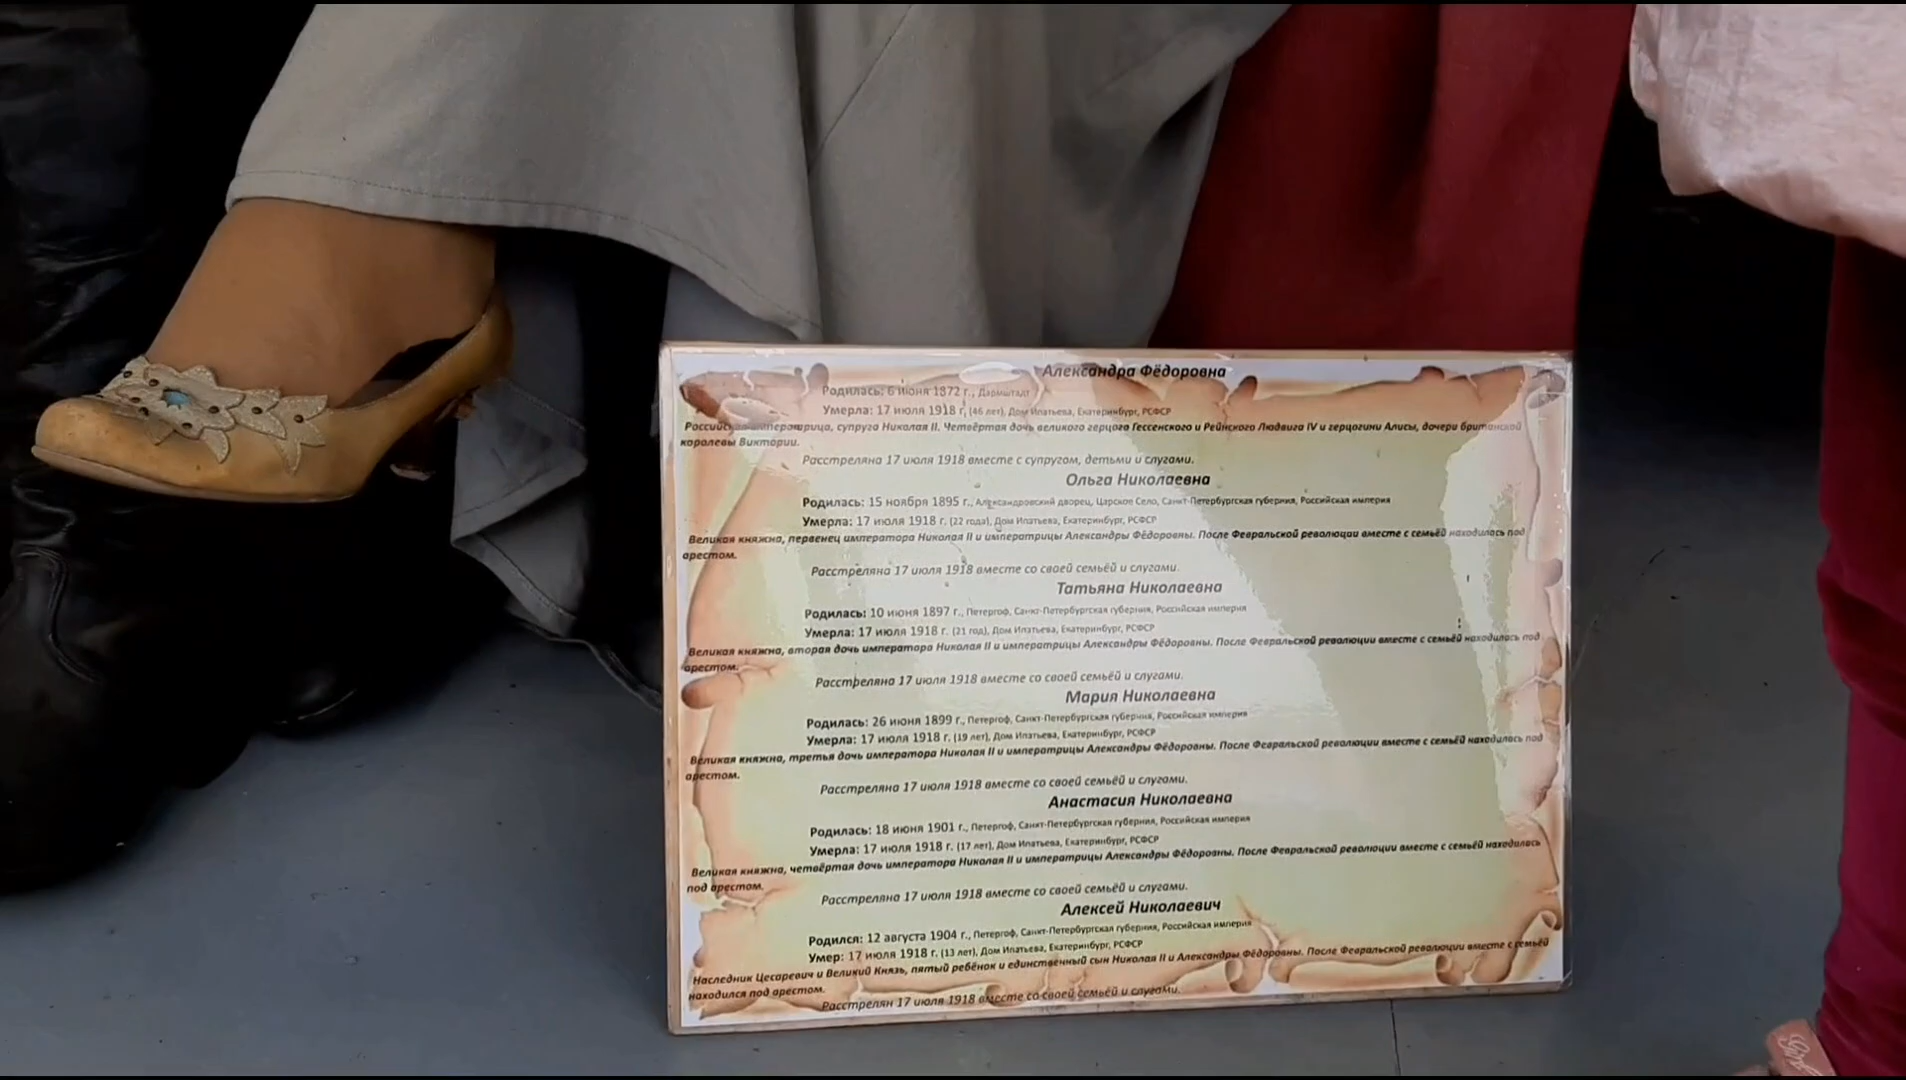 Александра Фёдоровна
Родилась: 6 июня 1872 г., Дармштадт
Умерла: 17 июля 1918 г. (46 лет), Дом Ипатьева, Екатеринбург, РСФСР
Российская императрица, супруга Николая II. Четвёртая дочь великого герцога Гессенского и Рейнского Людвига IV и герцогини Алисы, дочери британской
королевы Виктории.
Расстреляна 17 июля 1918 вместе с супругом, детьми и слугами.
Ольга Николаевна
Родилась: 15 ноября 1895 г., Александровский дворец, Царское Село, Санкт-Петербургская губерния, Российская империя
Умерла: 17 июля 1918 г. (22 года), Дом Ипатьева, Екатеринбург, РСФСР
Великая княжна, первенец императора Николая II и императрицы Александры Фёдоровны. После Февральской революции вместе с семьёй находилась под
арестом.
Расстреляна 17 июля 1918 вместе со своей семьёй и слугами.
Татьяна Николаевна
Родилась: 10 июня 1897 г., Петергоф, Санкт-Петербургская губерния, Российская империя
Умерла: 17 июля 1918 г. (21 год), Дом Ипатьева, Екатеринбург, РСФСР
Великая княжна, вторая дочь императора Николая II и императрицы Александры Фёдоровны. После Февральской революции вместе с семьёй находилась под
арестом.
Расстреляна 17 июля 1918 вместе со своей семьёй и слугами.
Мария Николаевна
Родилась: 26 июня 1899 г., Петергоф, Санкт-Петербургская губерния, Российская империя
Умерла: 17 июля 1918 г. (19 лет), Дом Ипатьева, Екатеринбург, РСФСР
Великая княжна, третья дочь императора Николая II и императрицы Александры Фёдоровны. После Февральской революции вместе с семьёй находилась под
арестом.
Расстреляна 17 июля 1918 вместе со своей семьёй и слугами.
Анастасия Николаевна
Родилась: 18 июня 1901 г., Петергоф, Санкт-Петербургская губерния, Российская империя
Умерла: 17 июля 1918 г. (17 лет), Дом Ипатьева, Екатеринбург, РСФСР
Великая княжна, четвёртая дочь императора Николая II и императрицы Александры Фёдоровны. После Февральской революции вместе с семьёй находилась
под арестом.
Расстреляна 17 июля 1918 вместе со своей семьёй и слугами.
Алексей Николаевич
Родился: 12 августа 1904 г., Петергоф, Санкт-Петербургская губерния, Российская империя
Умер: 17 июля 1918 г. (13 лет), Дом Ипатьева, Екатеринбург, РСФСР
Наследник Цесаревич и Великий Князь, пятый ребёнок и единственный сын Николая II и Александры Фёдоровны. После Февральской революции вместе с семьёй
находился под арестом.
Расстрелян 17 июля 1918 вместе со своей семьёй и слугами.